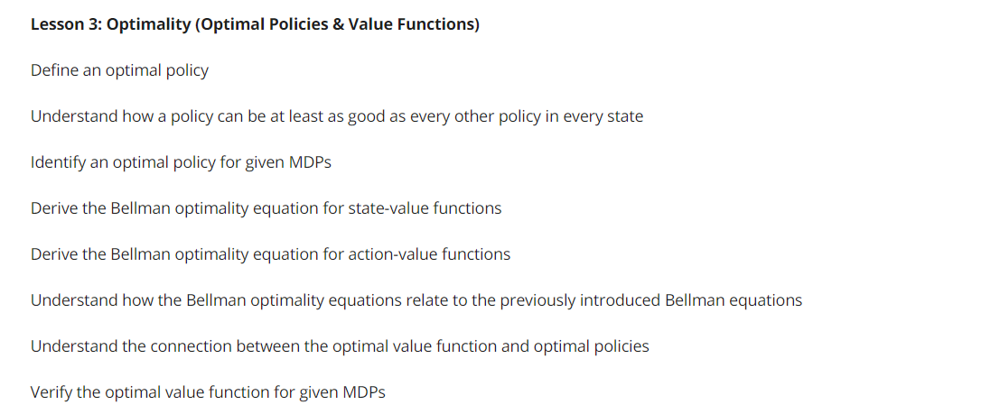 Lesson 3: Optimality (Optimal Policies & Value Functions)
Define an optimal policy
Understand how a policy can be at least as good as every other policy in every state
Identify an optimal policy for given MDPs
Derive the Bellman optimality equation for state-value functions
Derive the Bellman optimality equation for action-value functions
Understand how the Bellman optimality equations relate to the previously introduced Bellman equations
Understand the connection between the optimal value function and optimal policies
Verify the optimal value function for given MDPs